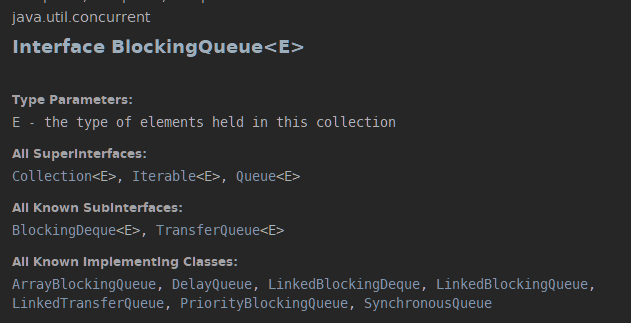 java.util.concurrent
Interface BlockingQueue<E>
Type Parameters:
E - the type of elements held in this collection
All Superinterfaces:
Collection<E>, Iterable<E>, Queue<E>
All Known Subinterfaces:
BlockingDeque<E>, TransferQueue<E>
All Known Implementing Classes:
ArrayBlockingQueue, DelayQueue, LinkedBlockingDeque, LinkedBlockingQueue,
LinkedTransferQueue, PriorityBlockingQueue, SynchronousQueue